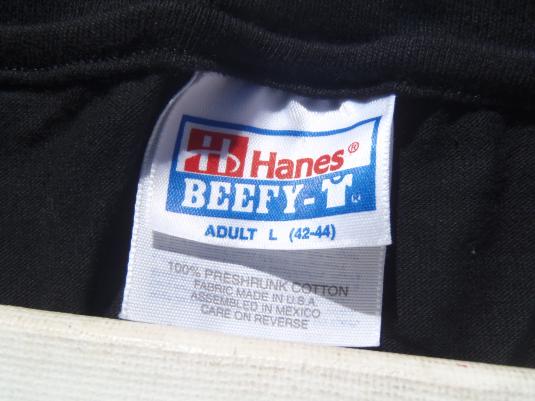 Hanes®
BEEFY-T®
ADULT L (42-44)
100% PRESHRUNK COTTON
FABRIC MADE IN U.S.A
ASSEMBLED IN MEXICO
CARE ON REVERSE